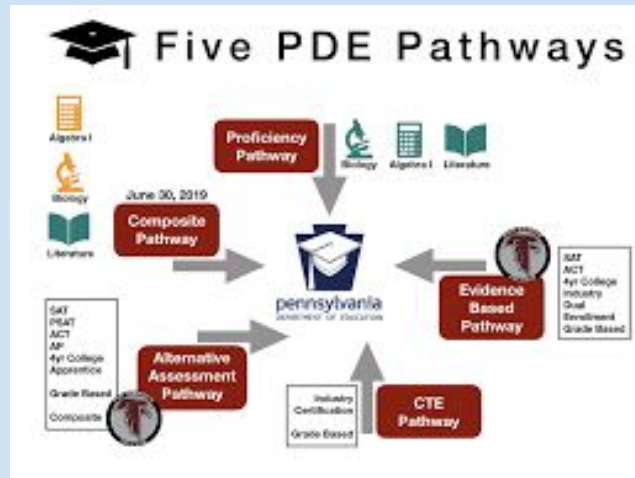 Five PDE Pathways
Algebra I
Biology
Literature
Proficiency
Pathway
Biology
Algebra I
Literature
June 30, 2019
Composite
Pathway
pennsylvania
DEPARTMENT OF EDUCATION
Evidence
Based
Pathway
SAT
ACT
4yr College
Industry
Dual
Enrollment
Grade Based
SAT
PSAT
ACT
AP
4yr College
Apprentice
Grade Based
Composite
Alternative
Assessment
Pathway
Industry
Certification
Grade Based
CTE
Pathway